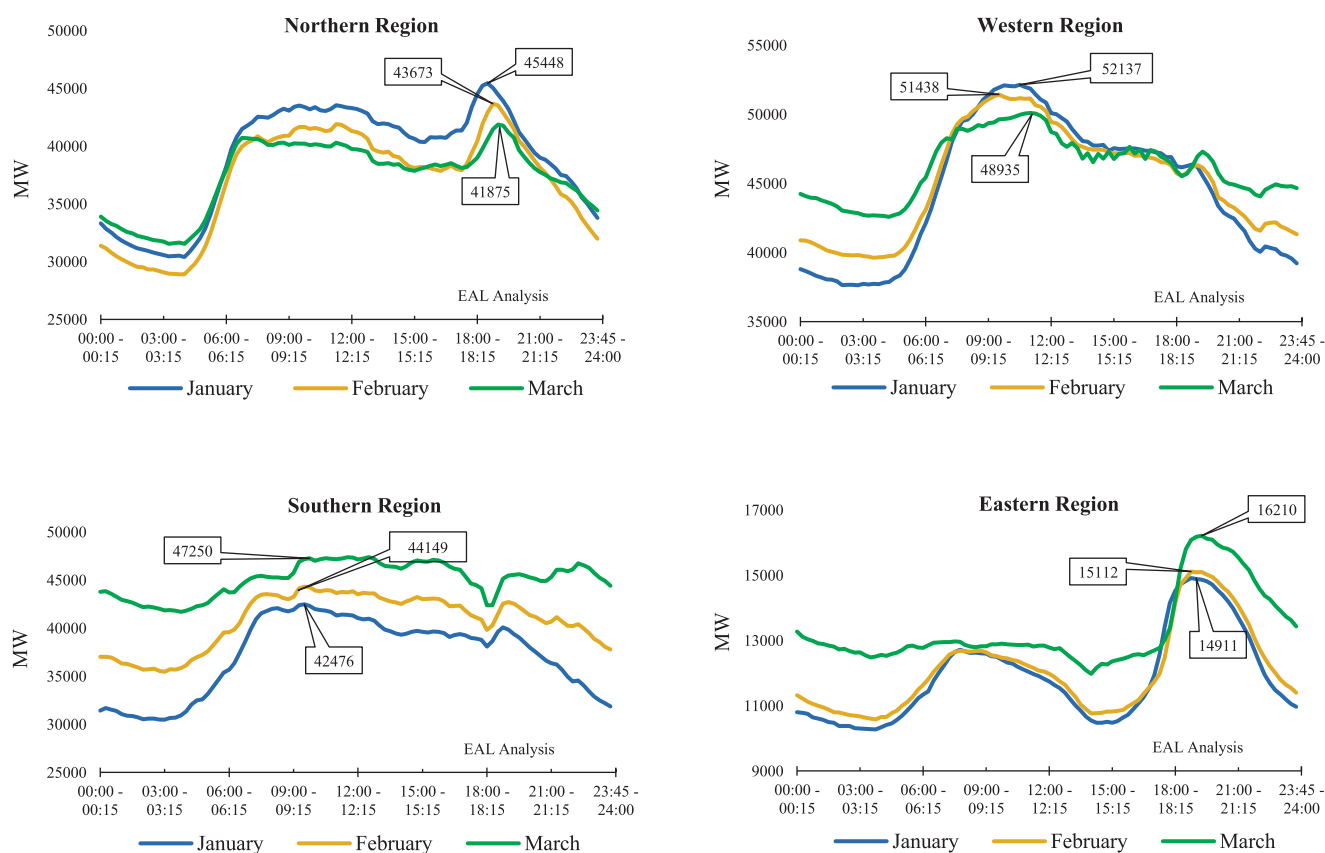 Northern Region
50000
45000
40000
35000
30000
25000
MW
43673
45448
41875
EAL Analysis
00:00 - 03:00 - 06:00 - 09:00 - 12:00 - 15:00 - 18:00 - 21:00 - 23:45 -
00:15 03:15 06:15 09:15 12:15 15:15 18:15 21:15 24:00
January February March
Western Region
55000
50000
45000
40000
35000
MW
51438
52137
48935
EAL Analysis
00:00 - 03:00 - 06:00 - 09:00 - 12:00 - 15:00 - 18:00 - 21:00 - 23:45 -
00:15 03:15 06:15 09:15 12:15 15:15 18:15 21:15 24:00
January February March
Southern Region
50000
45000
40000
35000
30000
25000
MW
47250
44149
42476
EAL Analysis
00:00 - 03:00 - 06:00 - 09:00 - 12:00 - 15:00 - 18:00 - 21:00 - 23:45 -
00:15 03:15 06:15 09:15 12:15 15:15 18:15 21:15 24:00
January February March
Eastern Region
17000
15000
13000
11000
9000
MW
16210
15112
14911
EAL Analysis
00:00 - 03:00 - 06:00 - 09:00 - 12:00 - 15:00 - 18:00 - 21:00 - 23:45 -
00:15 03:15 06:15 09:15 12:15 15:15 18:15 21:15 24:00
January February March